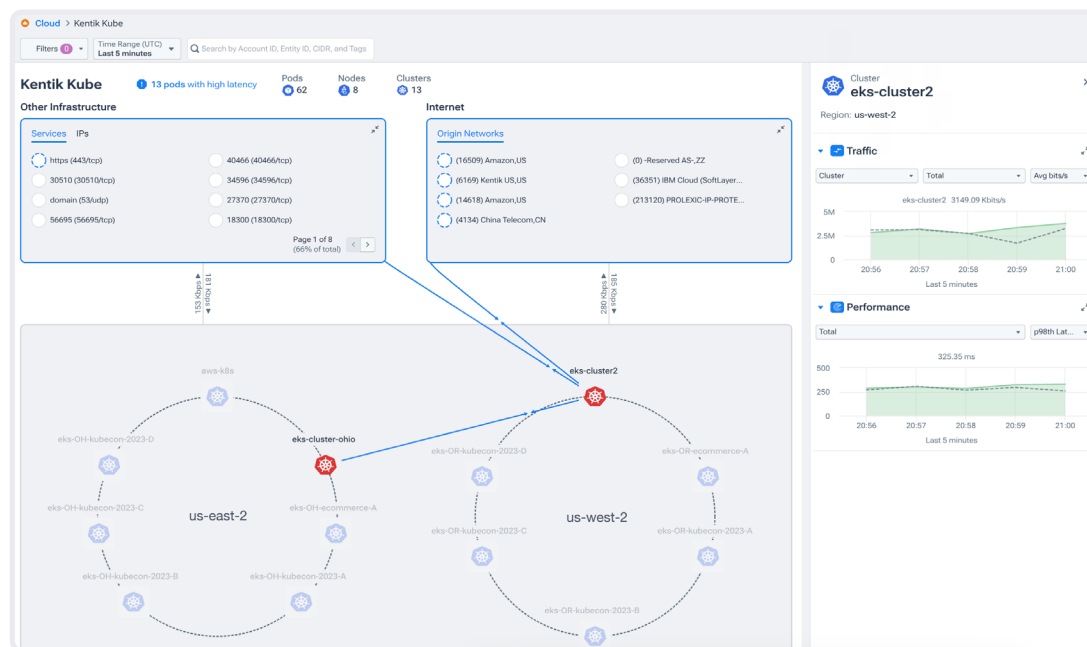 Cloud > Kentik Kube
Filters 0
Time Range (UTC)
Last 5 minutes
Search by Account ID, Entity ID, CIDR, and Tags
Kentik Kube
13 pods with high latency
Pods
62
Nodes
8
Clusters
13
Other Infrastructure
Services IPs
https (443/tcp)
40466 (40466/tcp)
30510 (30510/tcp)
34596 (34596/tcp)
domain (53/udp)
27370 (27370/tcp)
56695 (56695/tcp)
18300 (18300/tcp)
Page 1 of 8
(66% of total)
Internet
Origin Networks
(16509) Amazon,US
(0) -Reserved AS-,ZZ
(6169) Kentik US,US
(36351) IBM Cloud (SoftLayer...
(14618) Amazon,US
(213120) PROLEXIC-IP-PROTE...
(4134) China Telecom,CN
153 Kbps
181 Kbps
280 Kbps
185 Kbps
aws-k8s
eks-OH-kubecon-2023-D
eks-cluster-ohio
eks-OH-kubecon-2023-C
eks-OH-ecommerce-A
us-east-2
eks-OH-kubecon-2023-B
eks-OH-kubecon-2023-A
eks-cluster2
eks-OR-kubecon-2023-D
eks-OR-ecommerce-A
us-west-2
eks-OR-kubecon-2023-C
eks-OR-kubecon-2023-A
eks-OR-kubecon-2023-B
Cluster
eks-cluster2
Region: us-west-2
Traffic
Cluster
Total
Avg bits/s
eks-cluster2 3149.09 Kbits/s
5M
2.5M
0
20:56 20:57 20:58 20:59 21:00
Last 5 minutes
Performance
Total
p98th Lat...
325.35 ms
500
250
0
20:56 20:57 20:58 20:59 21:00
Last 5 minutes